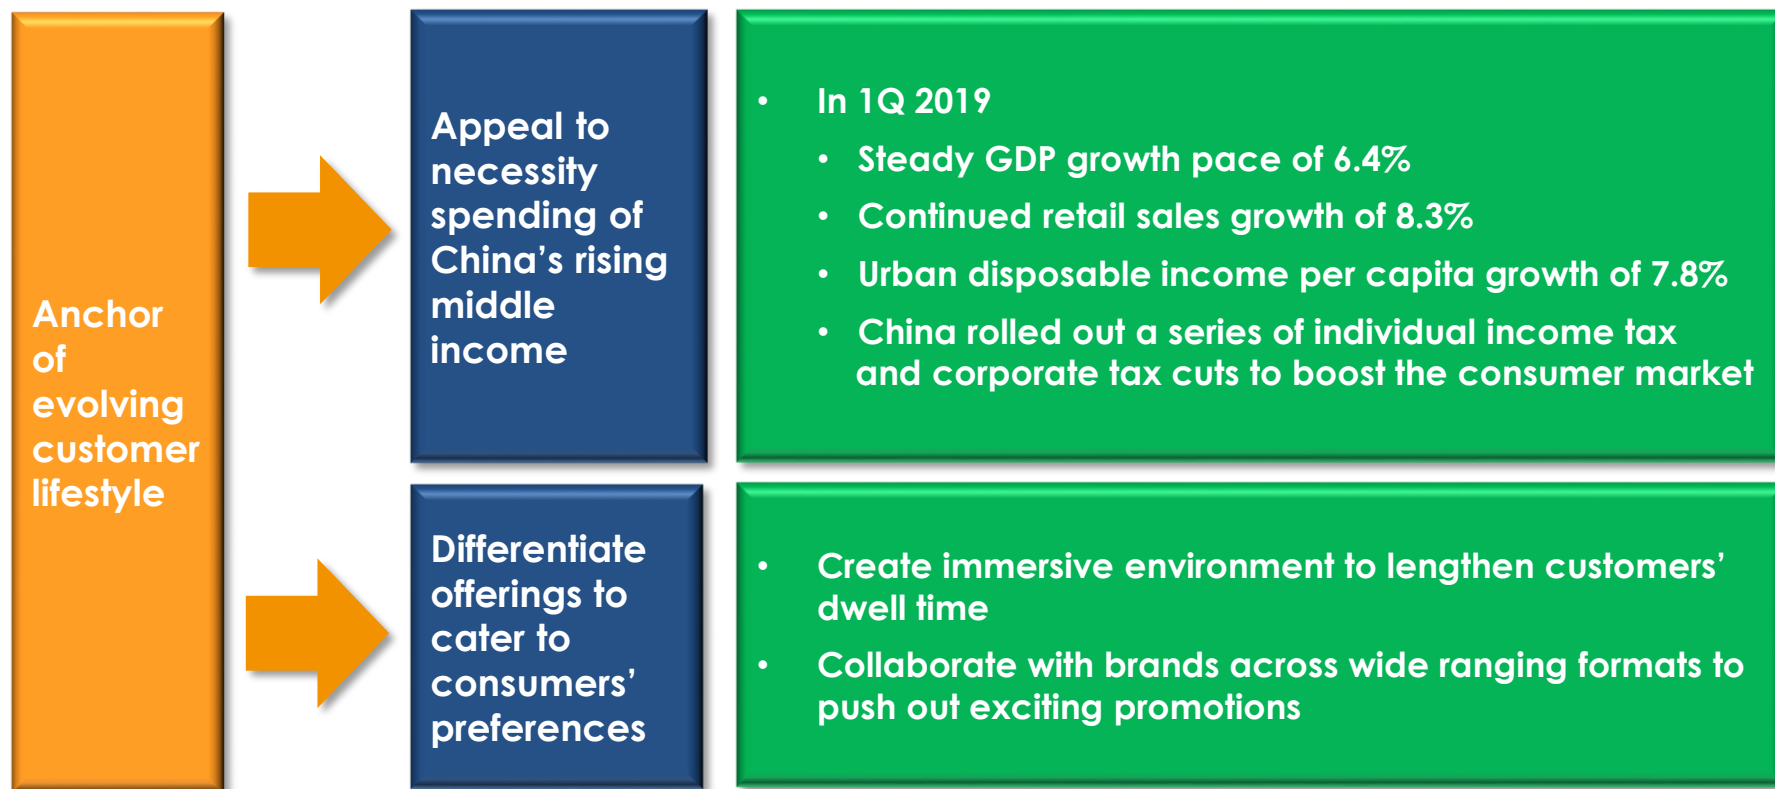 Anchor
of
evolving
customer
lifestyle
Appeal to
necessity
spending of
China’s rising
middle
income
• In 1Q 2019
• Steady GDP growth pace of 6.4%
• Continued retail sales growth of 8.3%
• Urban disposable income per capita growth of 7.8%
• China rolled out a series of individual income tax
and corporate tax cuts to boost the consumer market
Differentiate
offerings to
cater to
consumers’
preferences
• Create immersive environment to lengthen customers’
dwell time
• Collaborate with brands across wide ranging formats to
push out exciting promotions